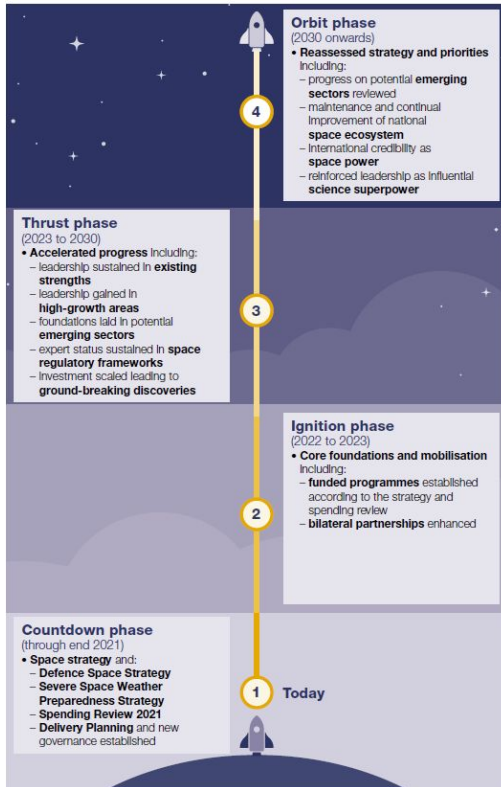 Orbit phase
(2030 onwards)
• Reassessed strategy and priorities
including:
– progress on potential emerging
sectors reviewed
– maintenance and continual
improvement of national
space ecosystem
– international credibility as
space power
– reinforced leadership as influential
science superpower
4
Thrust phase
(2023 to 2030)
• Accelerated progress including:
– leadership sustained in existing
strengths
– leadership gained in
high-growth areas
– foundations laid in potential
emerging sectors
– expert status sustained in space
regulatory frameworks
– investment scaled leading to
ground-breaking discoveries
3
Ignition phase
(2022 to 2023)
• Core foundations and mobilisation
including:
– funded programmes established
according to the strategy and
spending review
– bilateral partnerships enhanced
2
Countdown phase
(through end 2021)
• Space strategy and:
– Defence Space Strategy
– Severe Space Weather
Preparedness Strategy
– Spending Review 2021
– Delivery Planning and new
governance established
1 Today